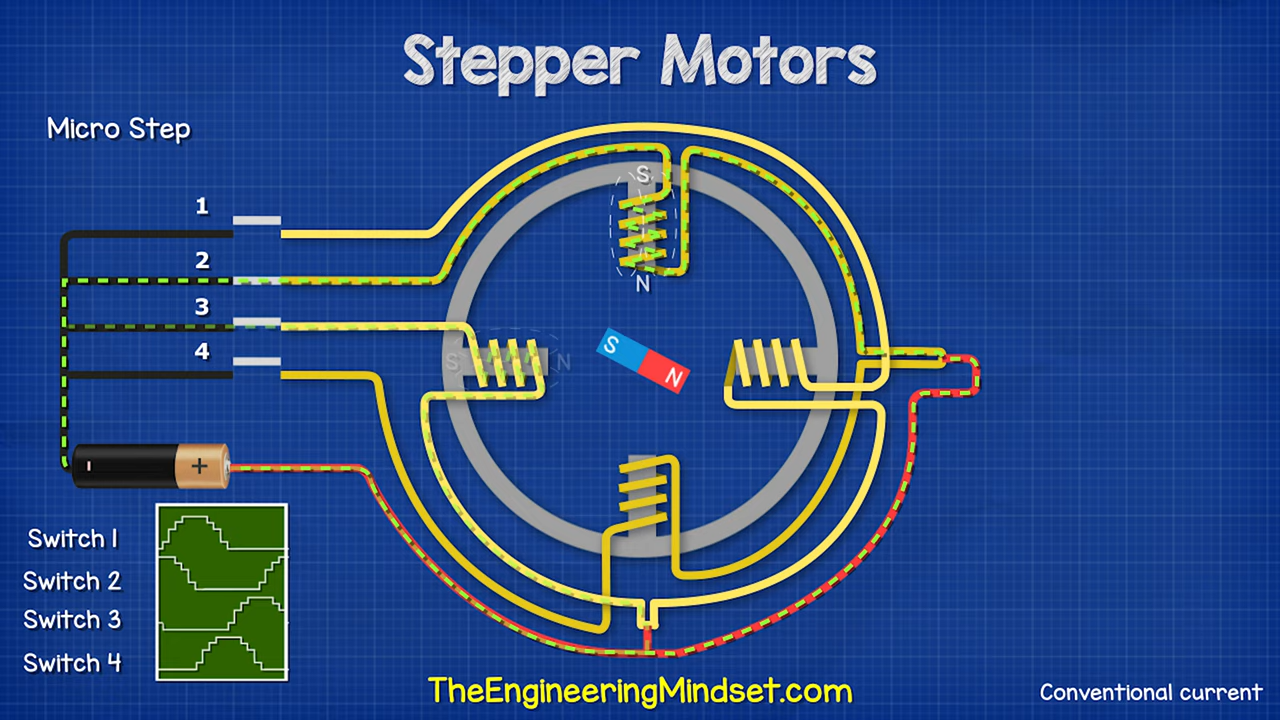 Stepper Motors
Micro Step
1
2
3
4
S
N
S
N
S
N
- +
Switch 1
Switch 2
Switch 3
Switch 4
TheEngineeringMindset.com
Conventional current